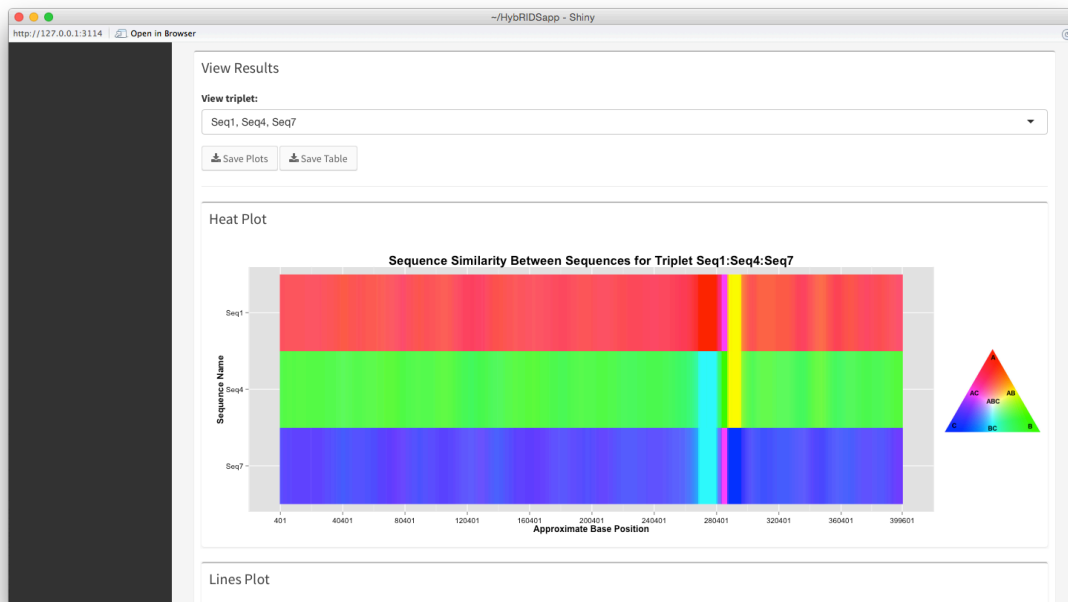 ~/HybRIDSapp - Shiny
http://127.0.0.1:3114 Open in Browser
View Results
View triplet:
Seq1, Seq4, Seq7
Save Plots Save Table
Heat Plot
Sequence Similarity Between Sequences for Triplet Seq1:Seq4:Seq7
Sequence Name
Seq1
Seq4
Seq7
401 40401 80401 120401 160401 200401 240401 280401 320401 360401 399601
Approximate Base Position
A
AC AB
ABC
C BC B
Lines Plot